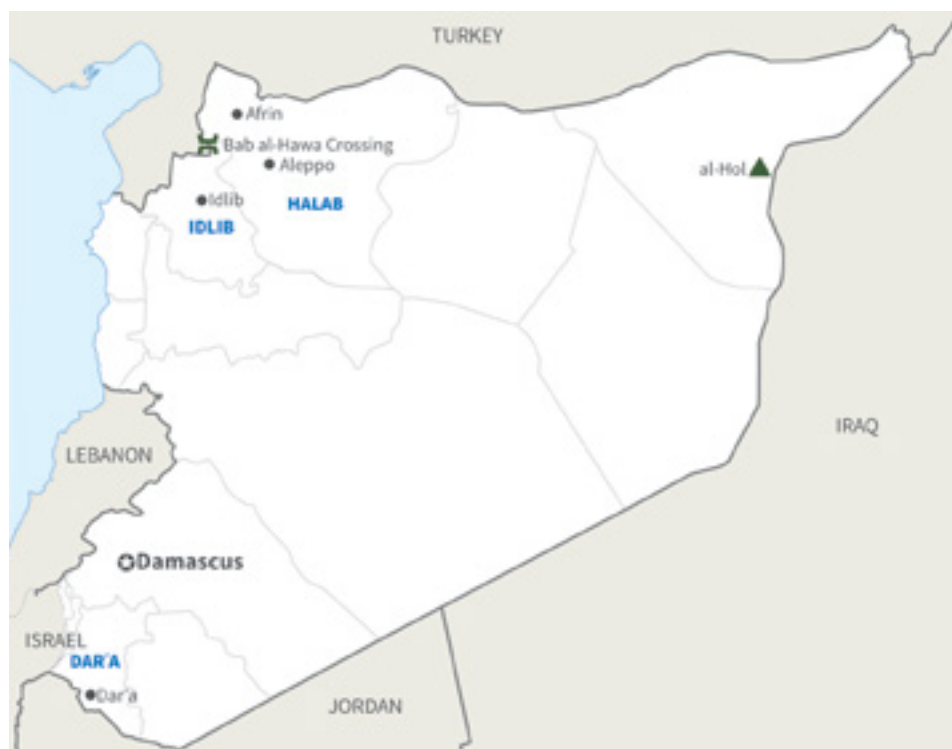 TURKEY
Afrin
Bab al-Hawa Crossing
Aleppo
al-Hol
Idlib
HALAB
IDLIB
IRAQ
LEBANON
Damascus
ISRAEL
DAR'A
Dar'a
JORDAN